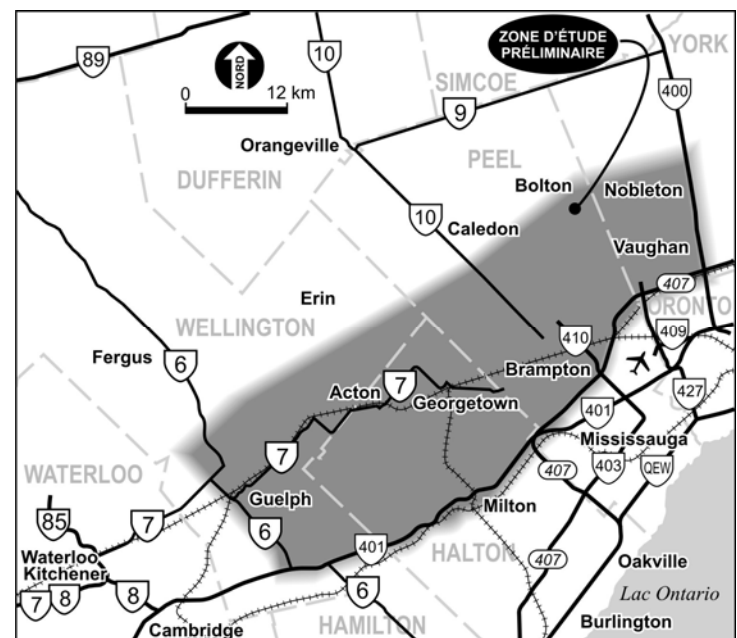 ZONE D'ÉTUDE
PRÉLIMINAIRE
YORK
89
10
NORD
0 12 km
SIMCOE
400
9
Orangeville
PEEL
DUFFERIN
Bolton
Nobleton
10
Caledon
Vaughan
407
Erin
ORONTO
WELLINGTON
410
409
Fergus
6
Brampton
7
Acton
Georgetown
427
401
Mississauga
7
WATERLOO
407
403
QEW
Guelph
Milton
85
7
6
401
Waterloo
HALTON
407
Oakville
Kitchener
6
7
8
8
Lac Ontario
Cambridge
HAMILTON
Burlington